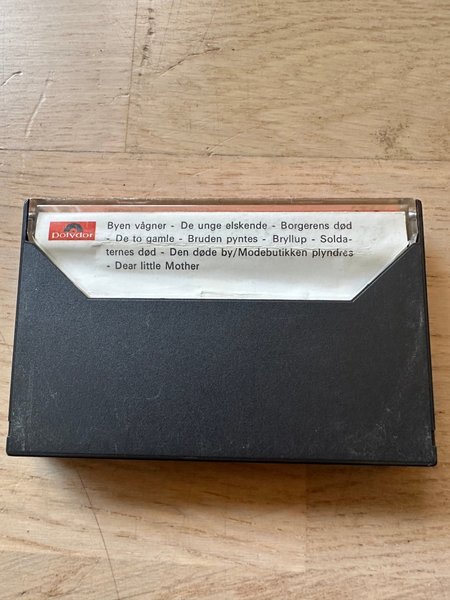 Polydor
Byen vågner - De unge elskende - Borgerens død
- De to gamle - Bruden pyntes - Bryllup - Solda-
ternes død - Den døde by/Modebutikken plyndres
- Dear little Mother